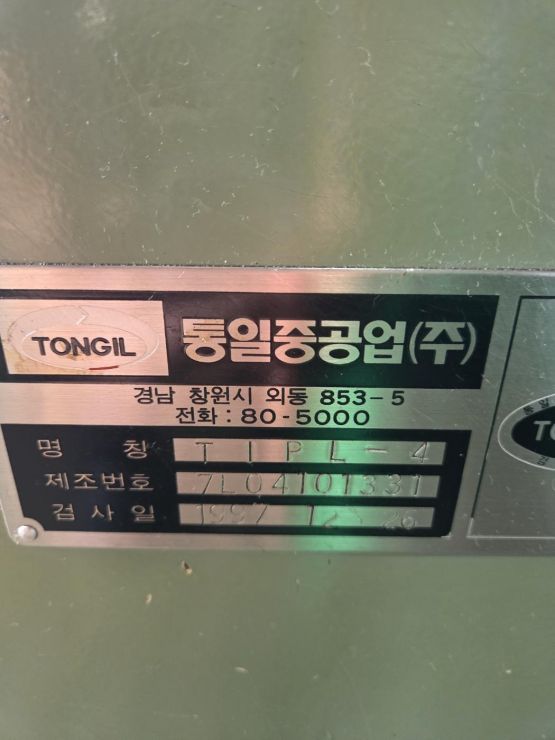 TONGIL 통일중공업(주)
경남 창원시 외동 853-5
전화 : 80-5000
명 칭 TIPL-4
제조번호 7L04101331
검사일 1997 12 26